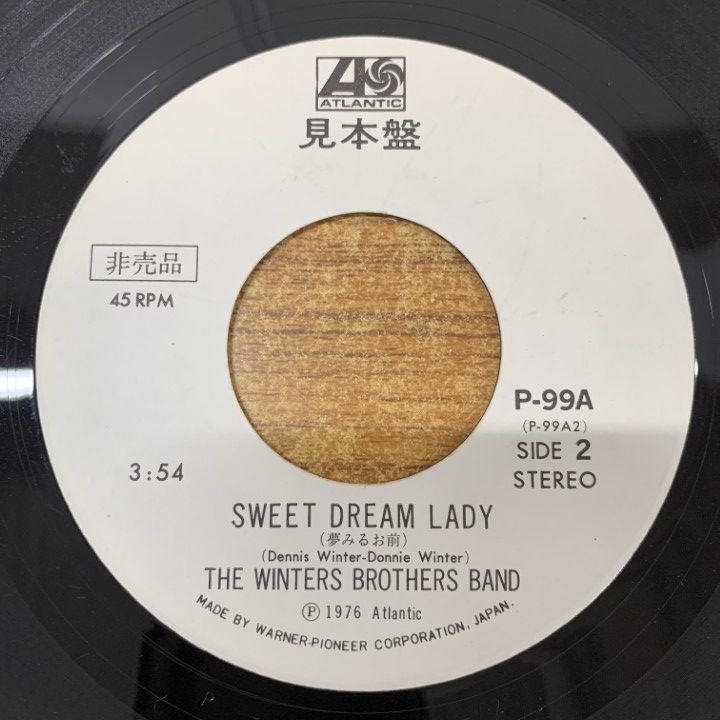 ATLANTIC
見本盤
非売品
45 RPM
P-99A
(P-99A2)
SIDE 2
STEREO
3:54
SWEET DREAM LADY
(夢みるお前)
(Dennis Winter-Donnie Winter)
THE WINTERS BROTHERS BAND
Ⓟ 1976 Atlantic
MADE BY WARNER-PIONEER CORPORATION, JAPAN.